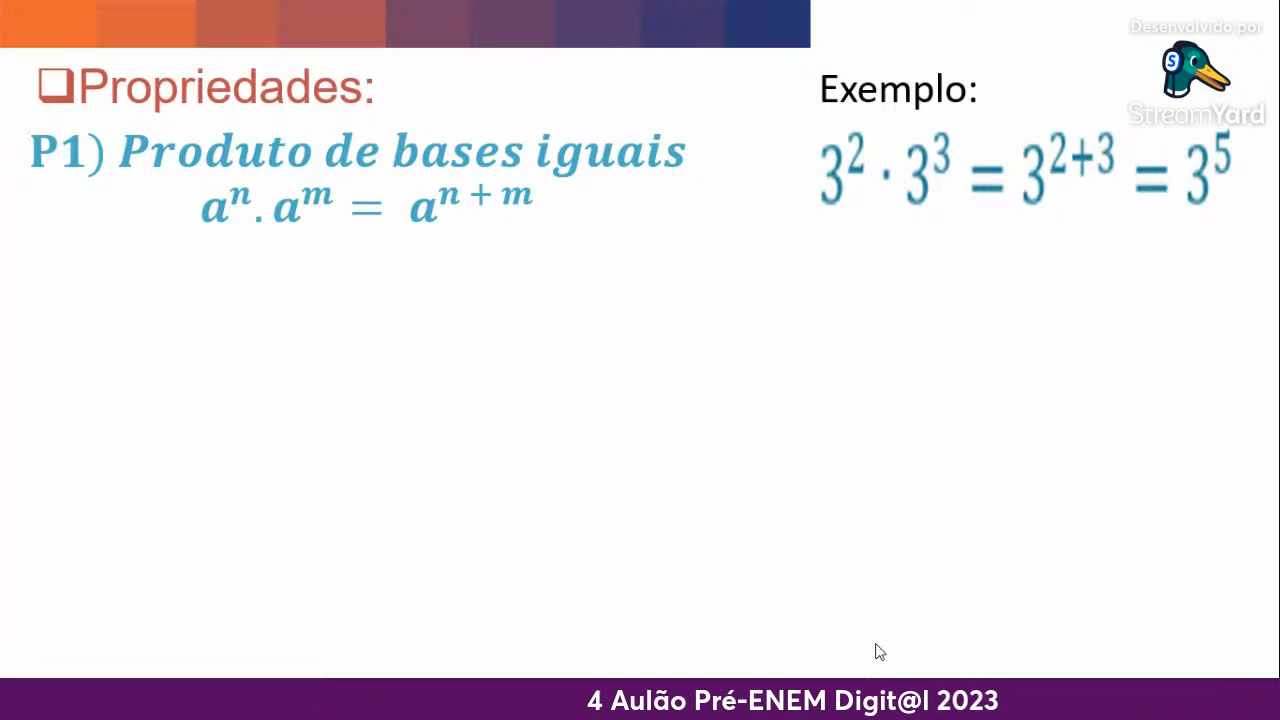 Desenvolvido por
StreamYard
❑Propriedades:
P1) Produto de bases iguais
aⁿ . aᵐ = aⁿ ⁺ ᵐ
Exemplo:
3² · 3³ = 3²⁺³ = 3⁵
4 Aulão Pré-ENEM Digit@l 2023